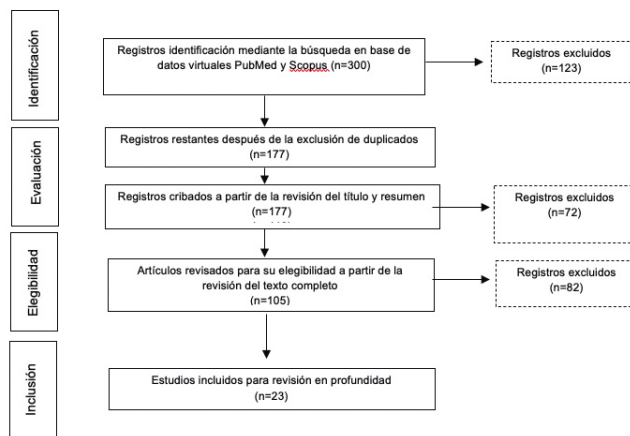 Identificación
Registros identificación mediante la búsqueda en base de
datos virtuales PubMed y Scopus (n=300)
Registros excluidos
(n=123)
Evaluación
Registros restantes después de la exclusión de duplicados
(n=177)
Registros cribados a partir de la revisión del título y resumen
(n=177)
Registros excluidos
(n=72)
Elegibilidad
Artículos revisados para su elegibilidad a partir de la
revisión del texto completo
(n=105)
Registros excluidos
(n=82)
Inclusión
Estudios incluidos para revisión en profundidad
(n=23)